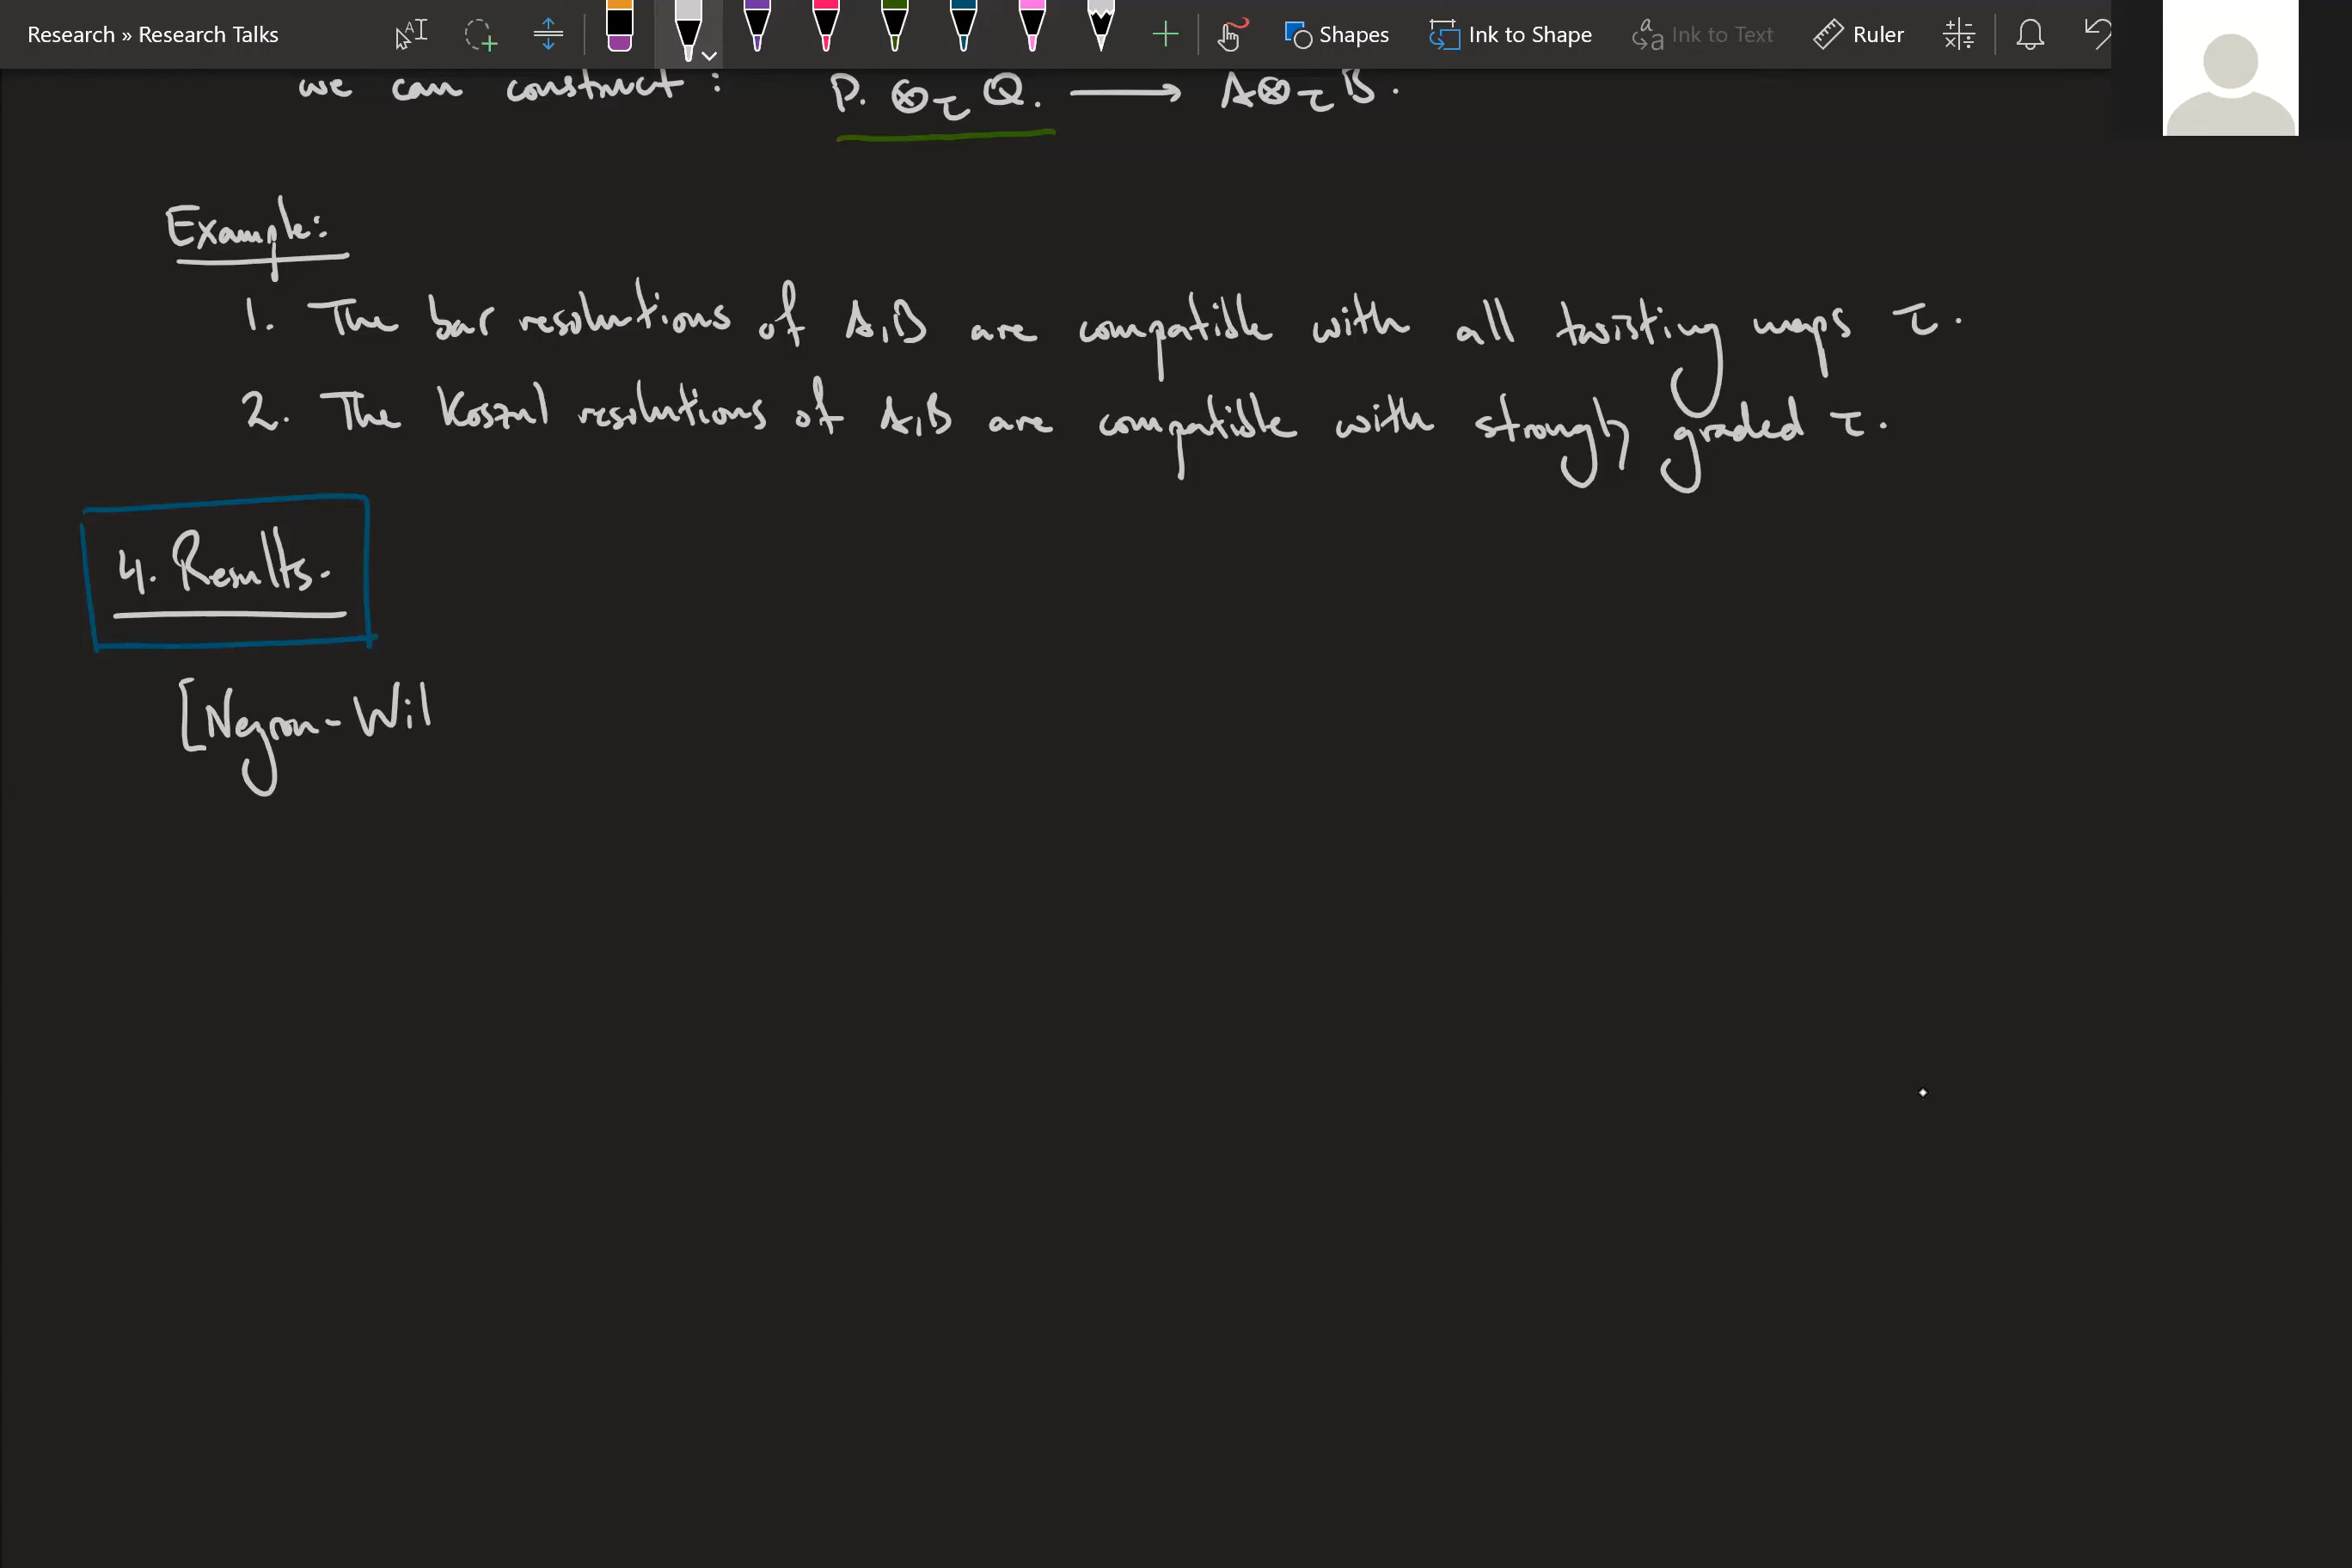 Research » Research Talks
Shapes
Ink to Shape
Ink to Text
Ruler
we can construct: P. ⊗τ Q. ⟶ A⊗τ B.
Example:
1. The bar resolutions of A, B are compatible with all twisting maps τ.
2. The Koszul resolutions of A, B are compatible with strongly graded τ.
4. Results.
[Negron-Wil